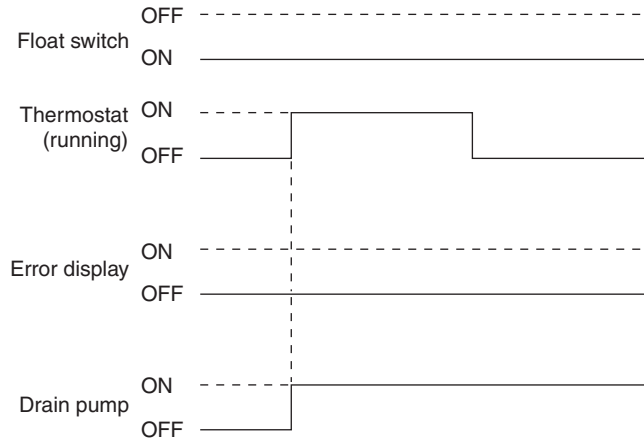 OFF
Float switch
ON
Thermostat ON
(running)
OFF
ON
Error display
OFF
ON
Drain pump
OFF